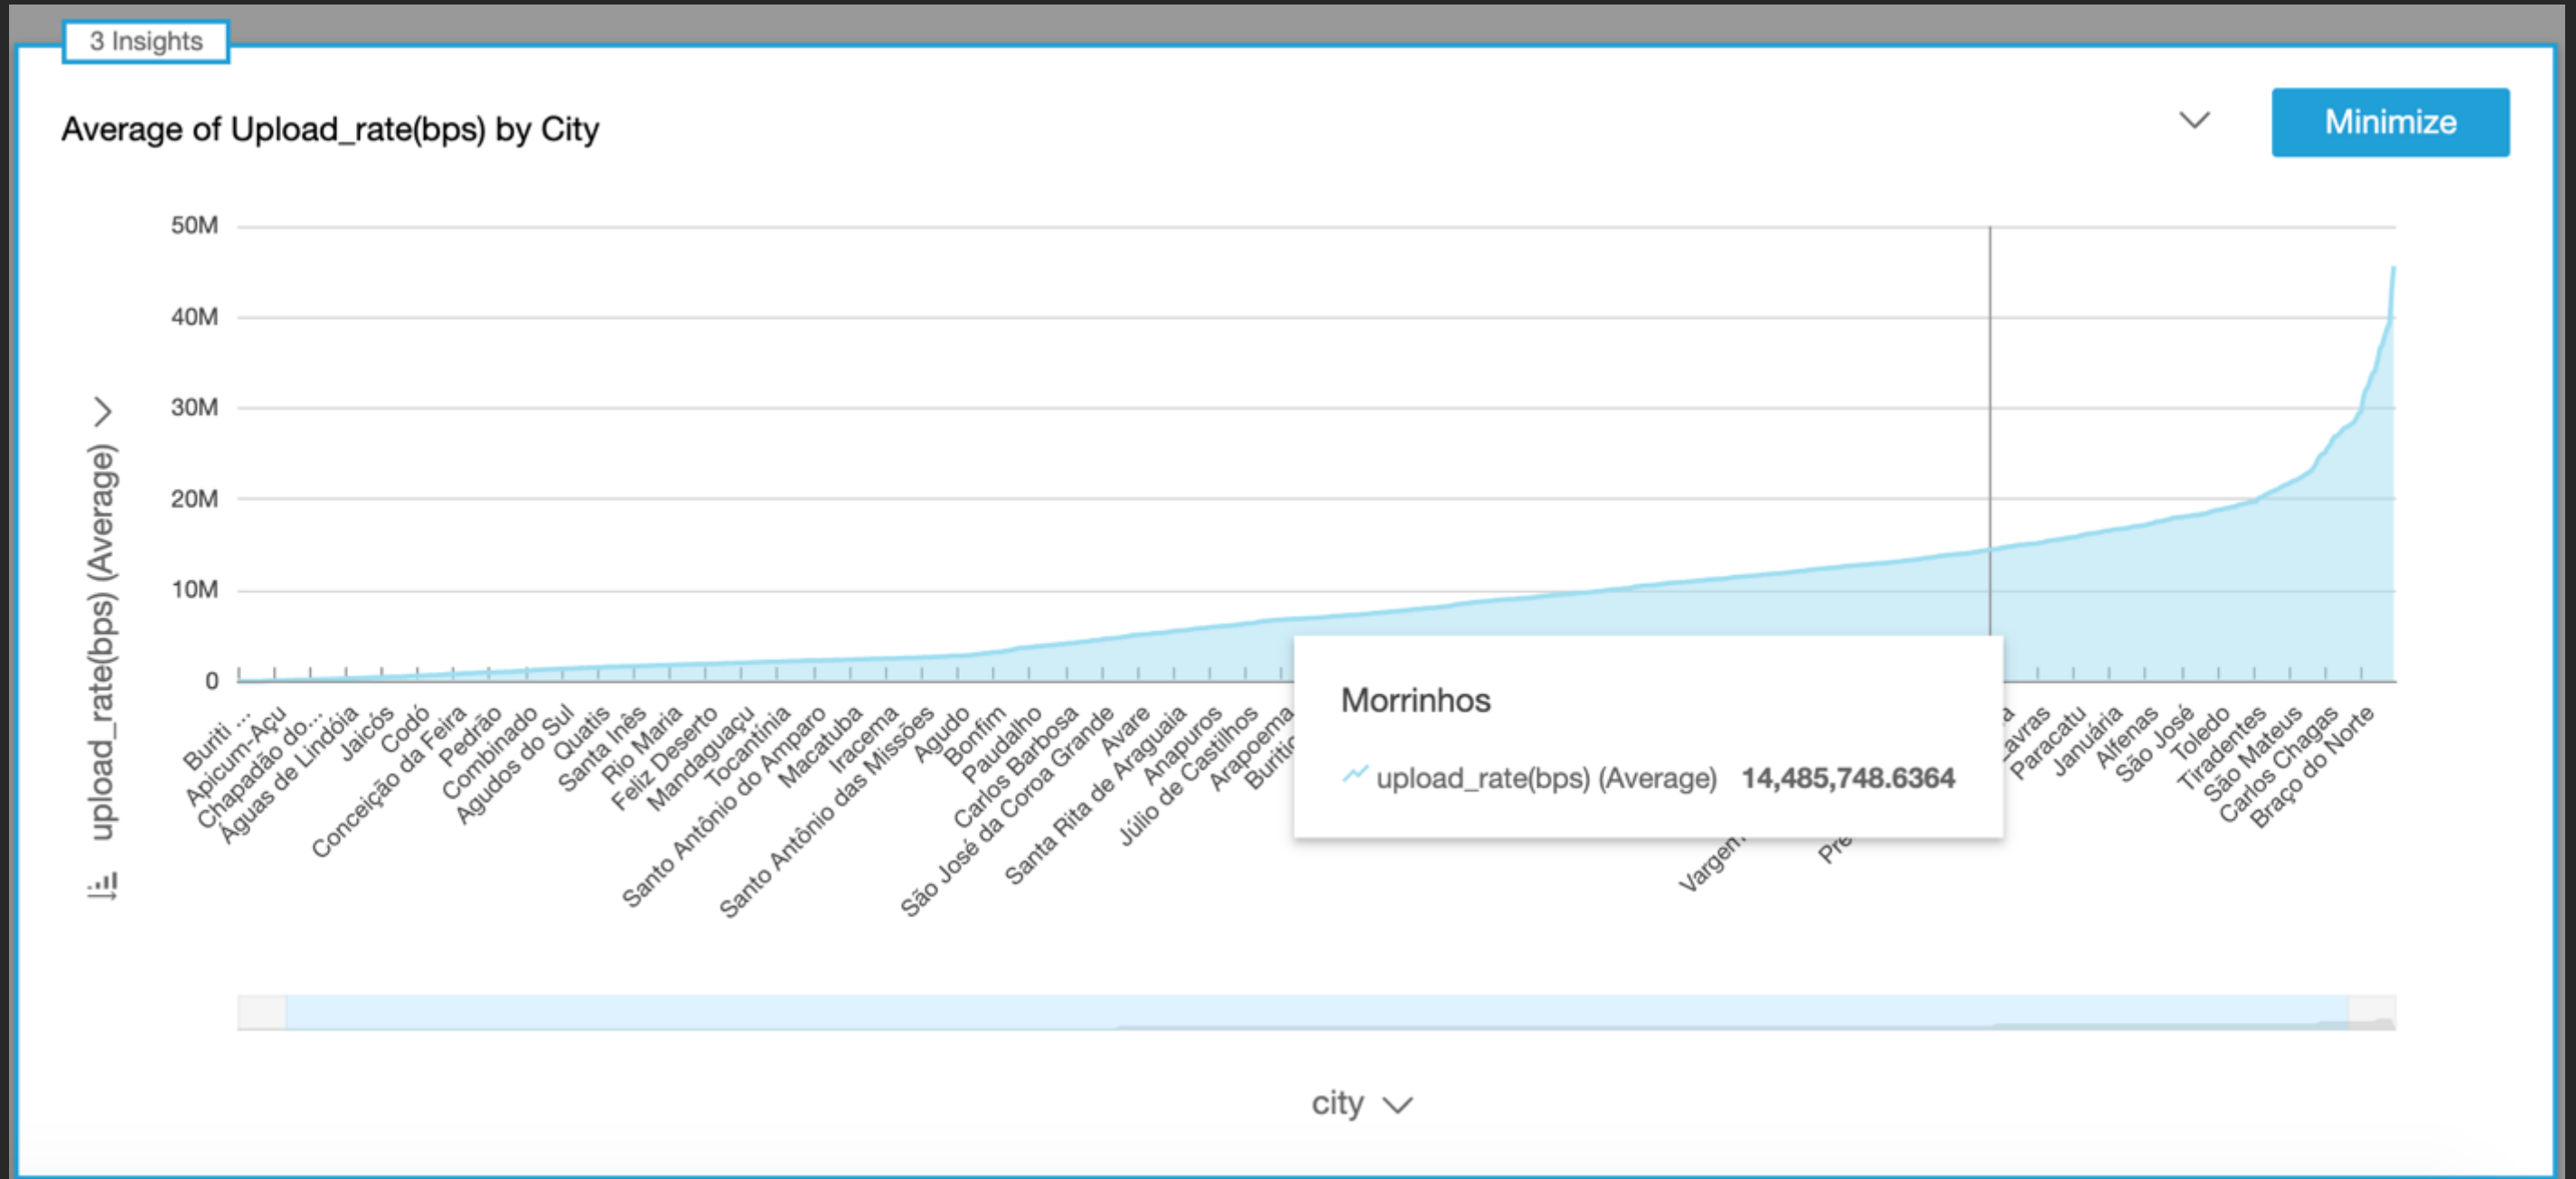 3 Insights
Average of Upload_rate(bps) by City
Minimize
upload_rate(bps) (Average)
50M
40M
30M
20M
10M
0
Buriti ...
Apicum-Açu
Chapadão do...
Águas de Lindóia
Jaicós
Codó
Conceição da Feira
Pedrão
Combinado
Agudos do Sul
Quatis
Santa Inês
Rio Maria
Feliz Deserto
Mandaguaçu
Tocantínia
Santo Antônio do Amparo
Macatuba
Iracema
Santo Antônio das Missões
Agudo
Bonfim
Paudalho
Carlos Barbosa
São José da Coroa Grande
Avare
Santa Rita de Araguaia
Anapuros
Júlio de Castilhos
Arapoema
Lavras
Paracatu
Januária
Alfenas
São José
Toledo
Tiradentes
São Mateus
Carlos Chagas
Braço do Norte
Morrinhos
upload_rate(bps) (Average) 14,485,748.6364
city